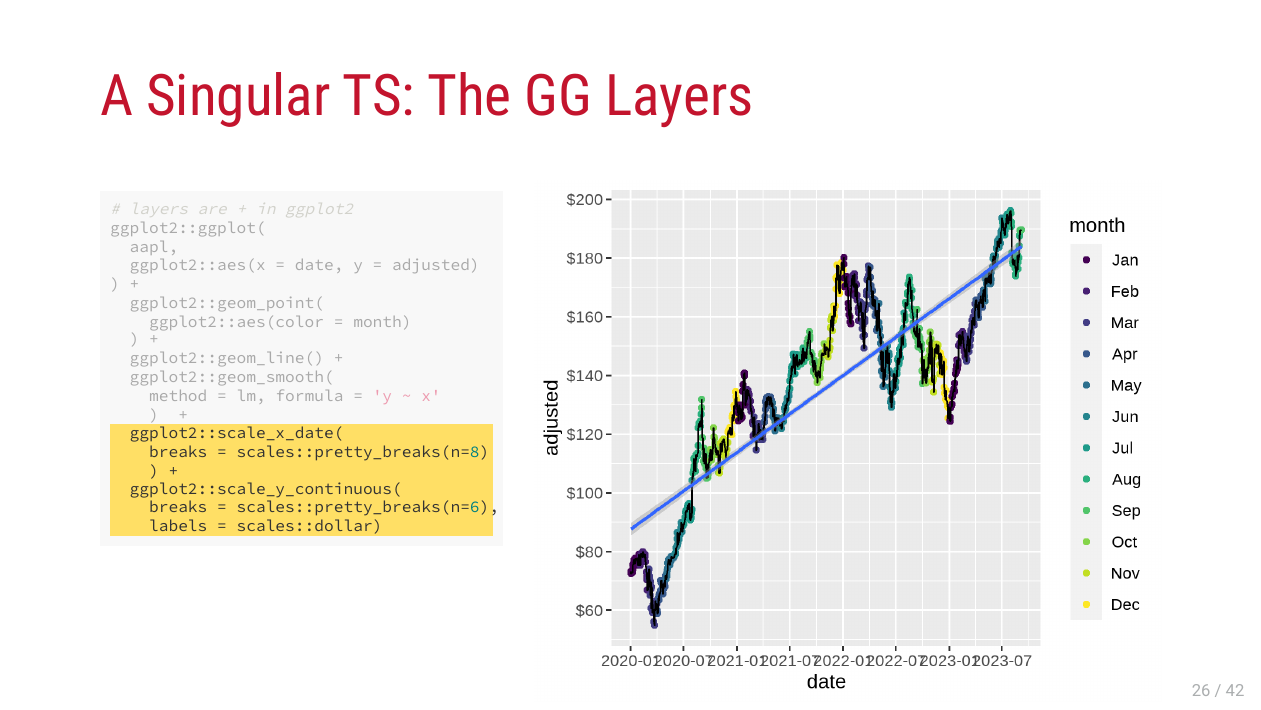 A Singular TS: The GG Layers
# layers are + in ggplot2
ggplot2::ggplot(
  aapl,
  ggplot2::aes(x = date, y = adjusted)
) +
  ggplot2::geom_point(
    ggplot2::aes(color = month)
  ) +
  ggplot2::geom_line() +
  ggplot2::geom_smooth(
    method = lm, formula = 'y ~ x'
    )  +
  ggplot2::scale_x_date(
    breaks = scales::pretty_breaks(n=8)
    ) +
  ggplot2::scale_y_continuous(
    breaks = scales::pretty_breaks(n=6),
    labels = scales::dollar)
adjusted
$200
$180
$160
$140
$120
$100
$80
$60
2020-01 2020-07 2021-01 2021-07 2022-01 2022-07 2023-01 2023-07
date
month
Jan
Feb
Mar
Apr
May
Jun
Jul
Aug
Sep
Oct
Nov
Dec
26 / 42